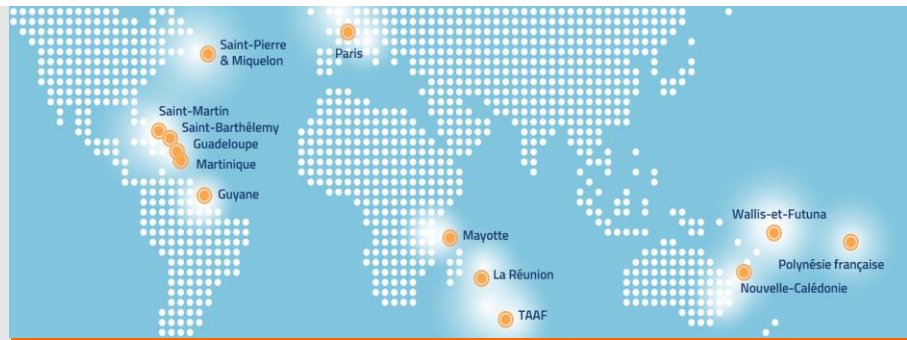 Saint-Pierre
& Miquelon
Paris
Saint-Martin
Saint-Barthélemy
Guadeloupe
Martinique
Guyane
Mayotte
La Réunion
TAAF
Wallis-et-Futuna
Polynésie française
Nouvelle-Calédonie